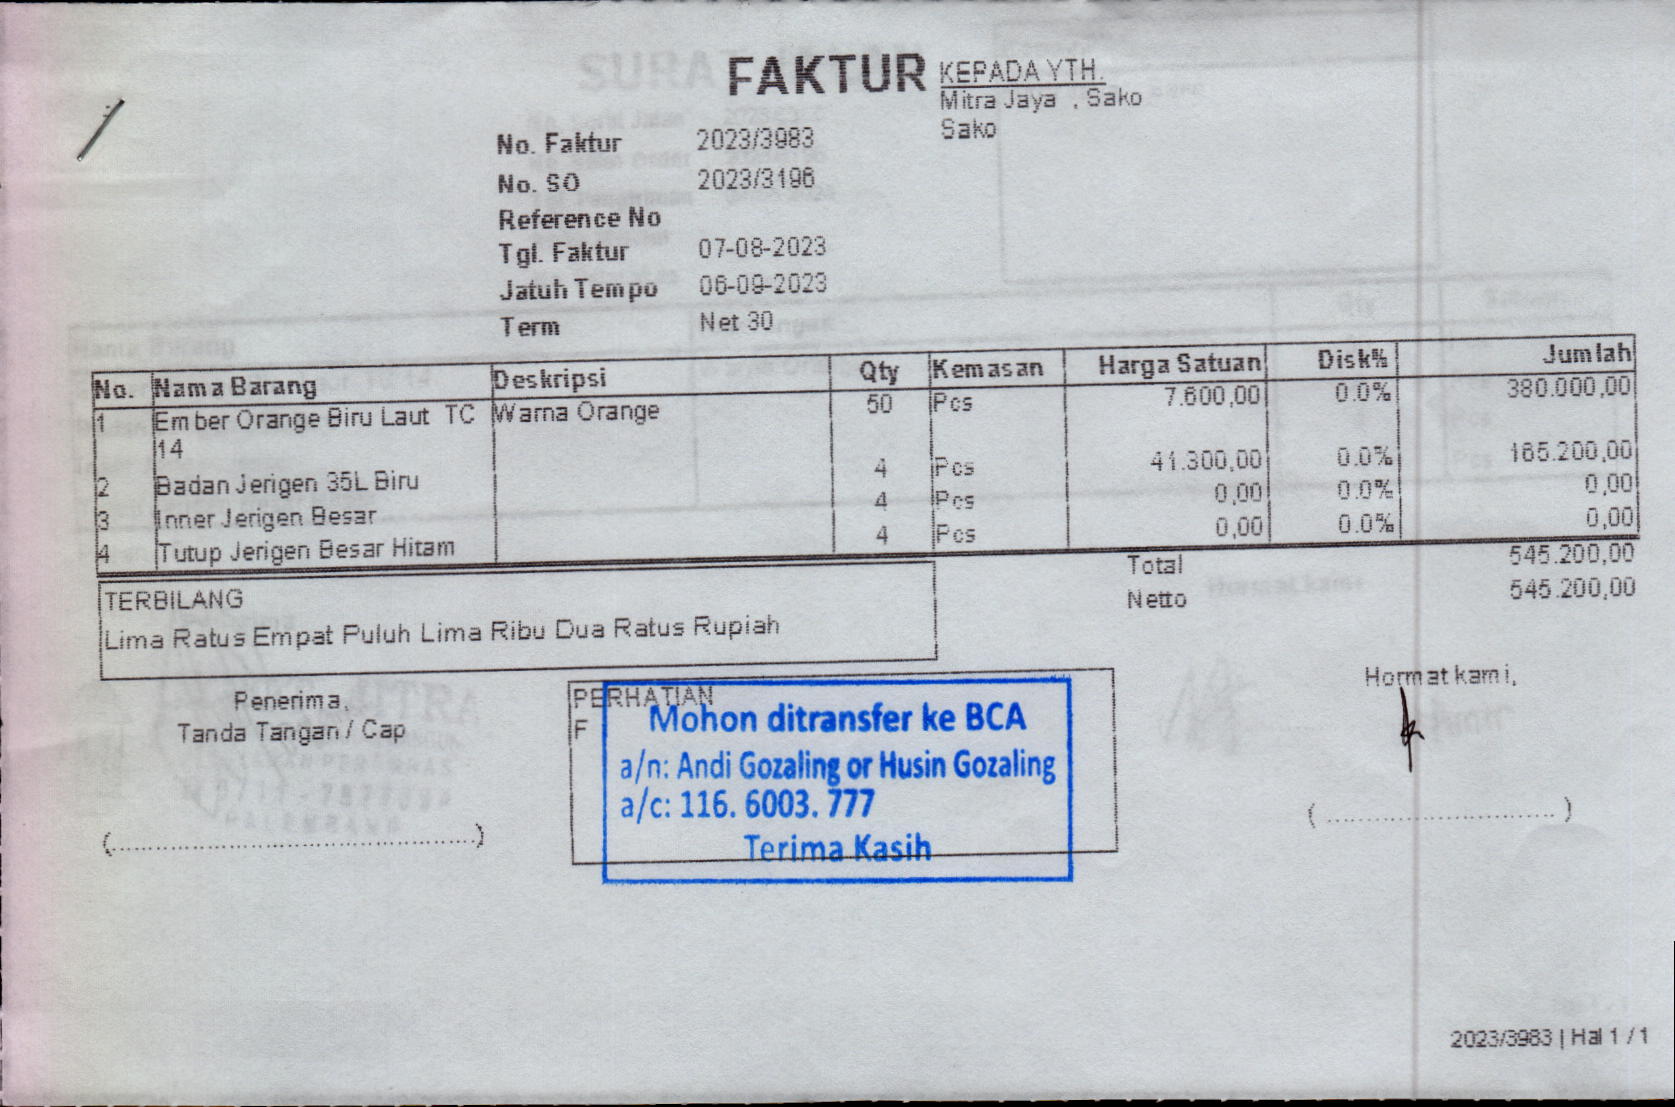 FAKTUR
KEPADA YTH.
Mitra Jaya , Sako
Sako
No. Faktur 2023/3983
No. SO 2023/3196
Reference No
Tgl. Faktur 07-08-2023
Jatuh Tempo 06-09-2023
Term Net 30
No. Nama Barang Deskripsi Qty Kemasan Harga Satuan Disk% Jumlah
1 Ember Orange Biru Laut TC Warna Orange 50 Pcs 7.600,00 0.0% 380.000,00
14
2 Badan Jerigen 35L Biru 4 Pcs 41.300,00 0.0% 165.200,00
3 Inner Jerigen Besar 4 Pcs 0,00 0.0% 0,00
4 Tutup Jerigen Besar Hitam 4 Pcs 0,00 0.0% 0,00
Total 545.200,00
Netto 545.200,00
TERBILANG
Lima Ratus Empat Puluh Lima Ribu Dua Ratus Rupiah
Penerima,
Tanda Tangan / Cap
(..........................................)
PERHATIAN
F
Mohon ditransfer ke BCA
a/n: Andi Gozaling or Husin Gozaling
a/c: 116. 6003. 777
Terima Kasih
Hormat kami,
( .......................... )
2023/3983 | Hal 1 / 1